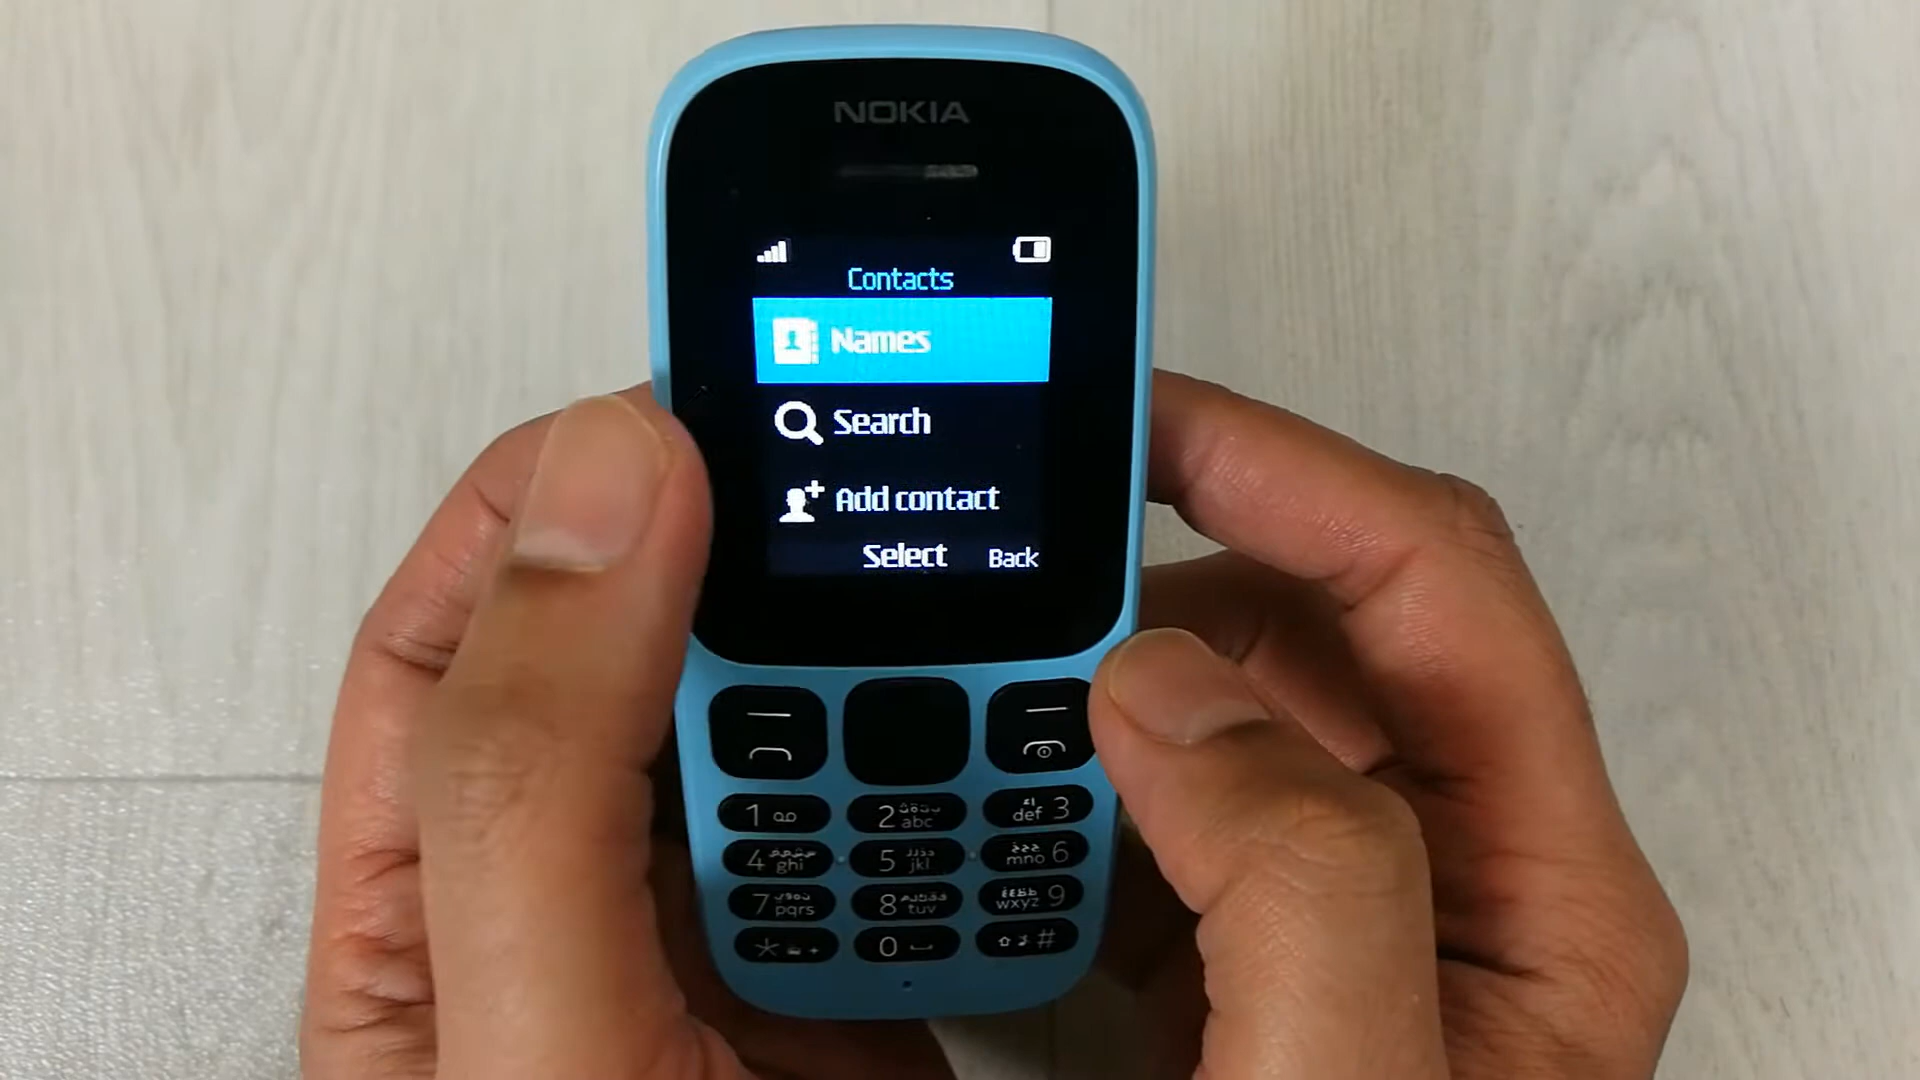 NOKIA
Contacts
Names
Search
Add contact
Select Back
1
2 abc
def 3
4 ghi
5 jkl
mno 6
7 pqrs
8 tuv
wxyz 9
* +
0
#